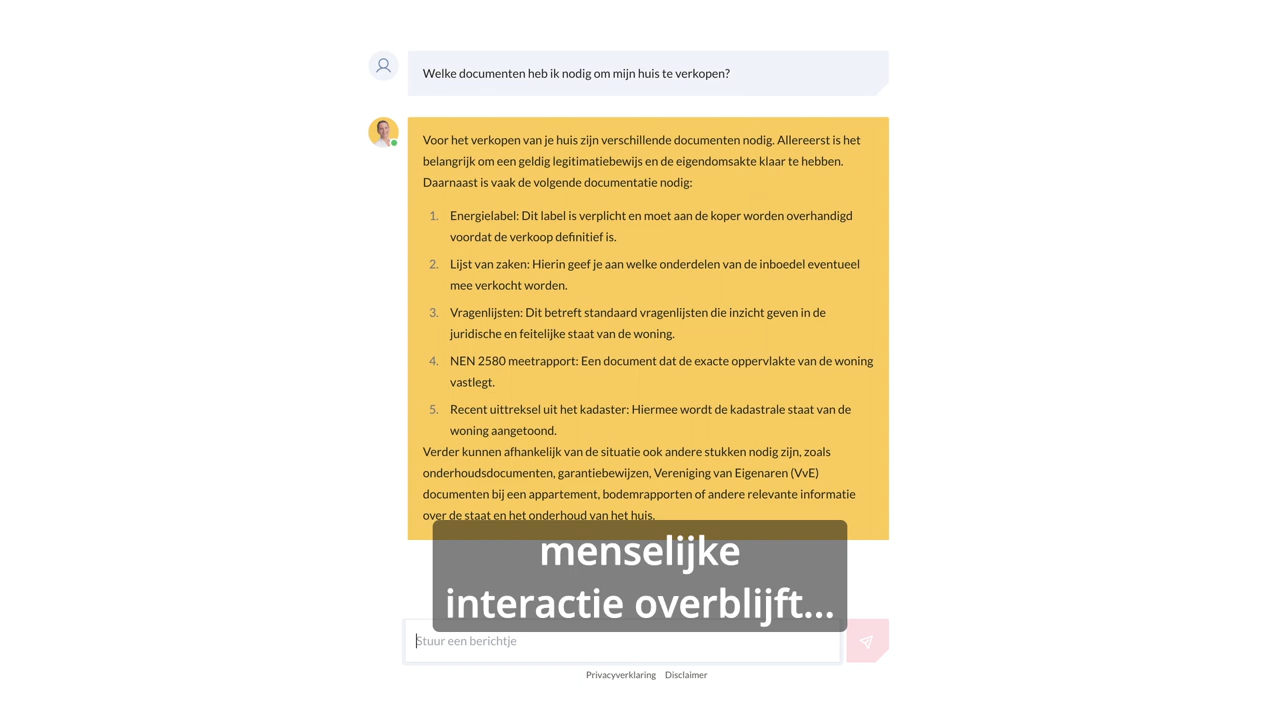 Welke documenten heb ik nodig om mijn huis te verkopen?
Voor het verkopen van je huis zijn verschillende documenten nodig. Allereerst is het
belangrijk om een geldig legitimatiebewijs en de eigendomsakte klaar te hebben.
Daarnaast is vaak de volgende documentatie nodig:
1. Energielabel: Dit label is verplicht en moet aan de koper worden overhandigd
voordat de verkoop definitief is.
2. Lijst van zaken: Hierin geef je aan welke onderdelen van de inboedel eventueel
mee verkocht worden.
3. Vragenlijsten: Dit betreft standaard vragenlijsten die inzicht geven in de
juridische en feitelijke staat van de woning.
4. NEN 2580 meetrapport: Een document dat de exacte oppervlakte van de woning
vastlegt.
5. Recent uittreksel uit het kadaster: Hiermee wordt de kadastrale staat van de
woning aangetoond.
Verder kunnen afhankelijk van de situatie ook andere stukken nodig zijn, zoals
onderhoudsdocumenten, garantiebewijzen, Vereniging van Eigenaren (VvE)
documenten bij een appartement, bodemrapporten of andere relevante informatie
over de staat en het onderhoud van het huis.
menselijke
interactie overblijft...
Stuur een berichtje
Privacyverklaring Disclaimer